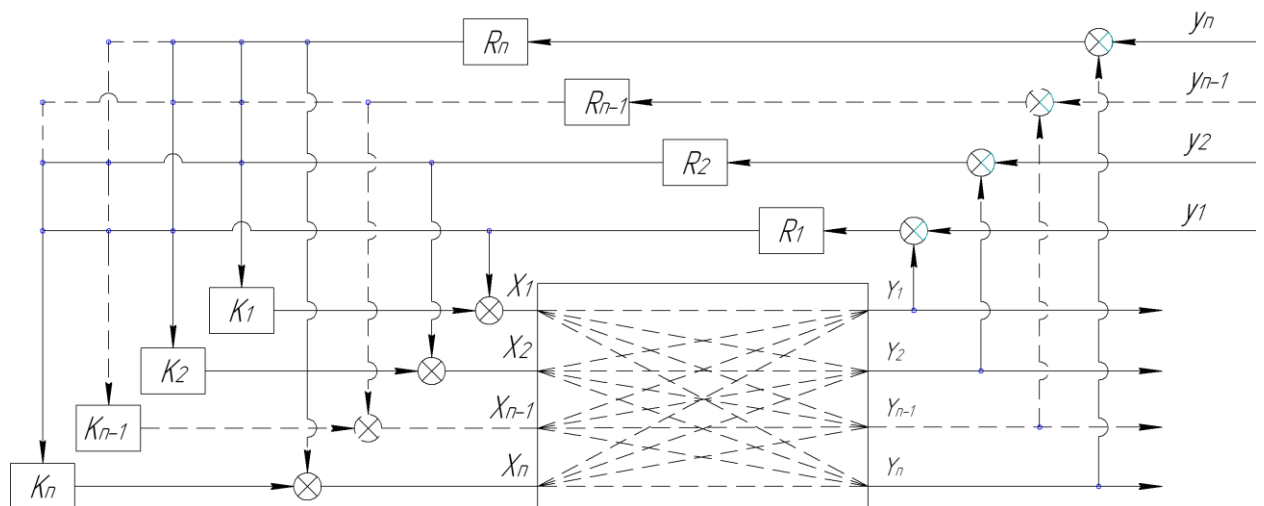 Rn yn
Rn-1 yn-1
R2 y2
R1 y1
K1 X1 Y1
K2 X2 Y2
Kn-1 Xn-1 Yn-1
Kn Xn Yn